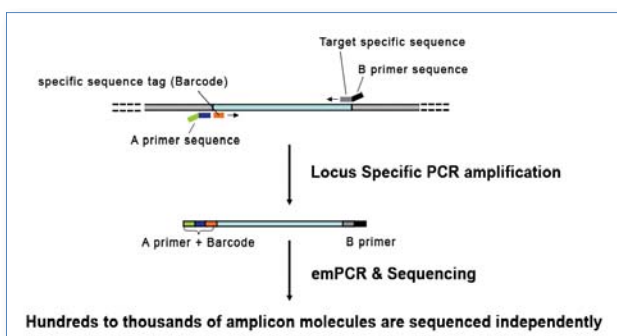 Target specific sequence
B primer sequence
specific sequence tag (Barcode)
A primer sequence
Locus Specific PCR amplification
A primer + Barcode
B primer
emPCR & Sequencing
Hundreds to thousands of amplicon molecules are sequenced independently